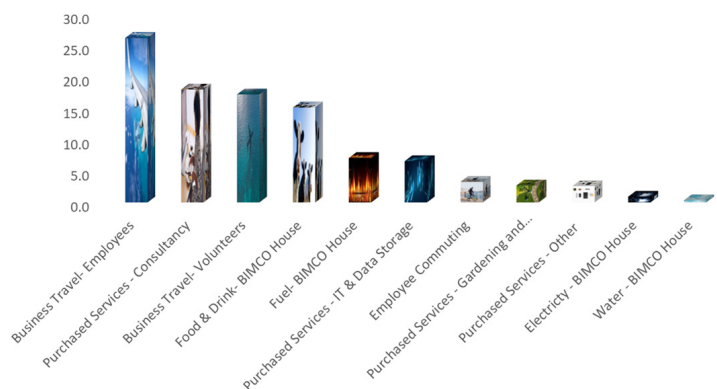 30.0
25.0
20.0
15.0
10.0
5.0
0.0
Business Travel- Employees
Purchased Services - Consultancy
Business Travel- Volunteers
Food & Drink- BIMCO House
Fuel- BIMCO House
Purchased Services - IT & Data Storage
Employee Commuting
Purchased Services - Gardening and...
Purchased Services - Other
Electricty - BIMCO House
Water - BIMCO House